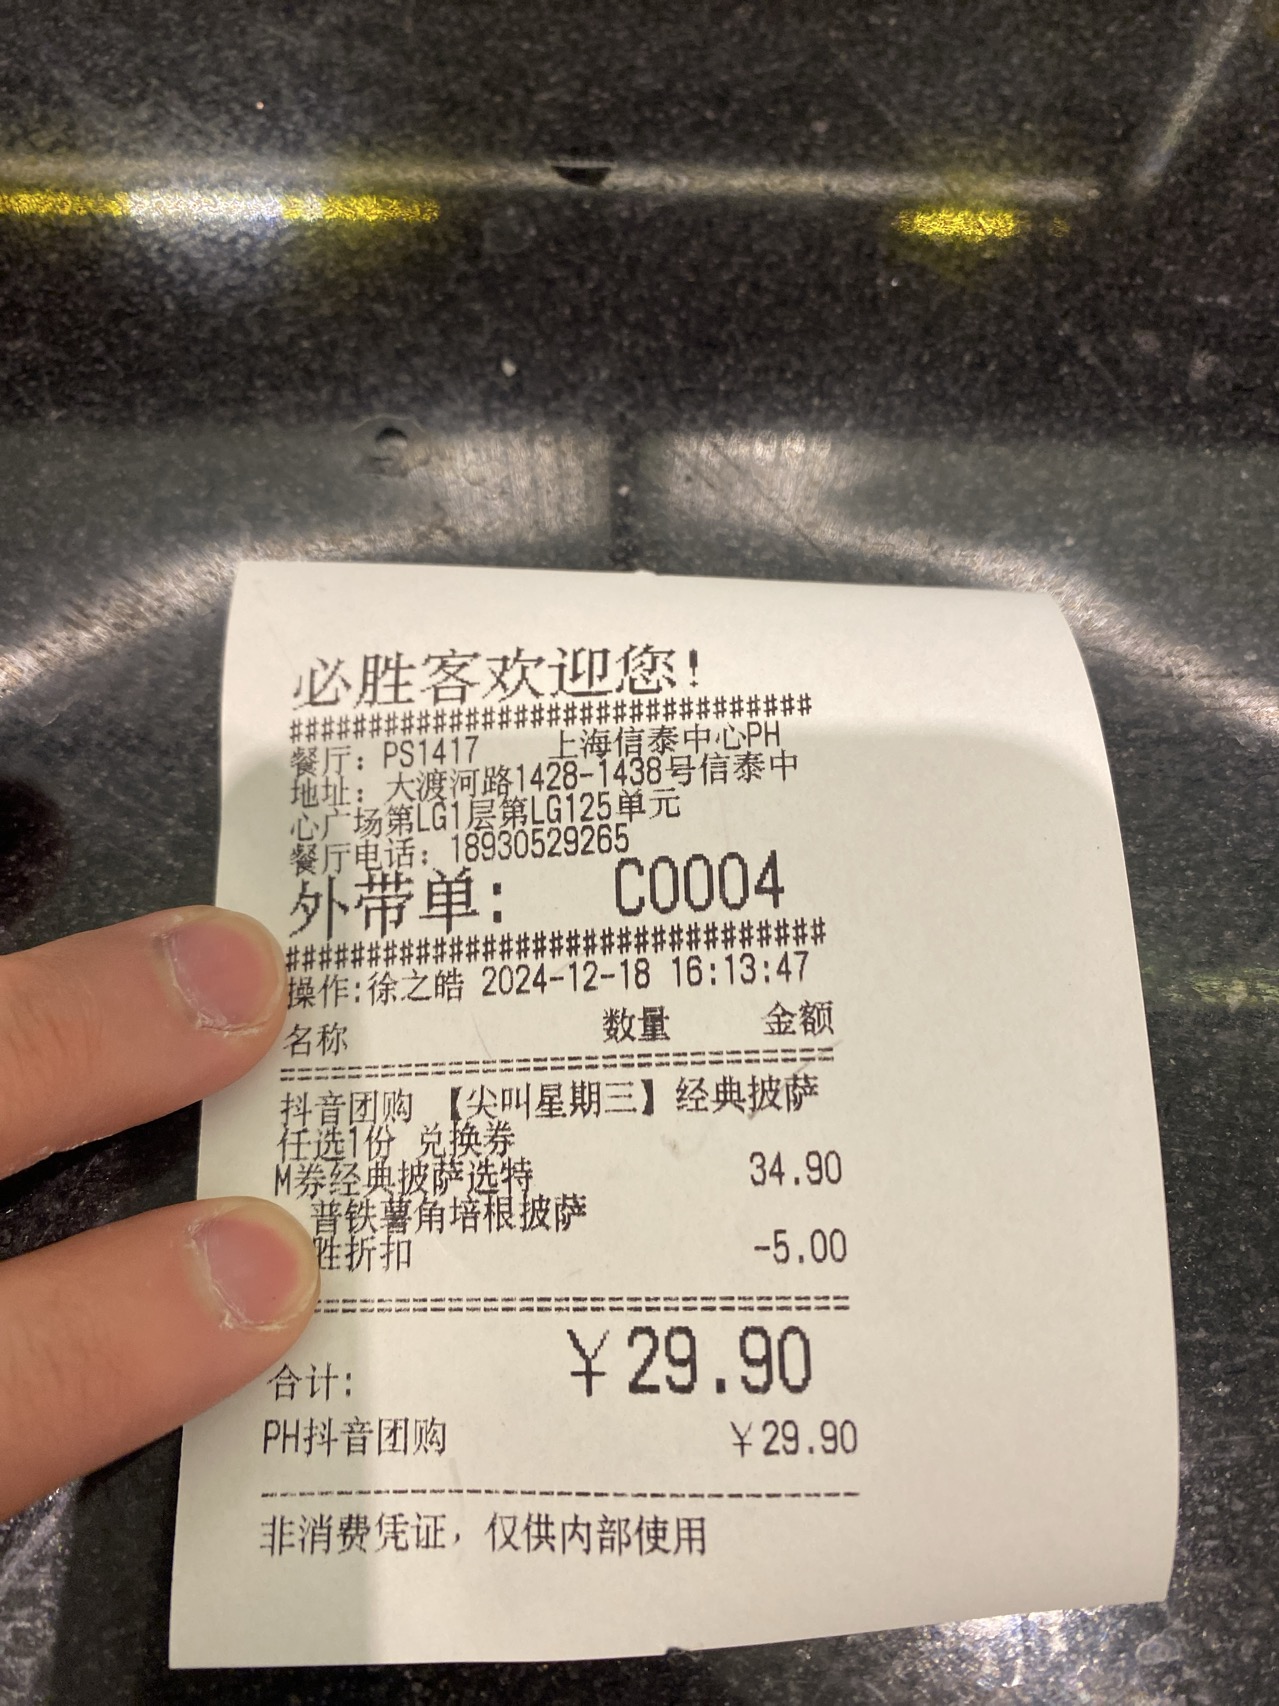 必胜客欢迎您!
#################################
餐厅: PS1417 上海信泰中心PH
地址: 大渡河路1428-1438号信泰中
心广场第LG1层第LG125单元
餐厅电话: 18930529265
外带单: C0004
#################################
操作:徐之皓 2024-12-18 16:13:47
名称 数量 金额
==================================
抖音团购 【尖叫星期三】经典披萨
任选1份 兑换券
M券经典披萨选特 34.90
普铁薯角培根披萨
胜折扣 -5.00
==================================
合计: ¥29.90
PH抖音团购 ¥29.90
----------------------------------
非消费凭证,仅供内部使用